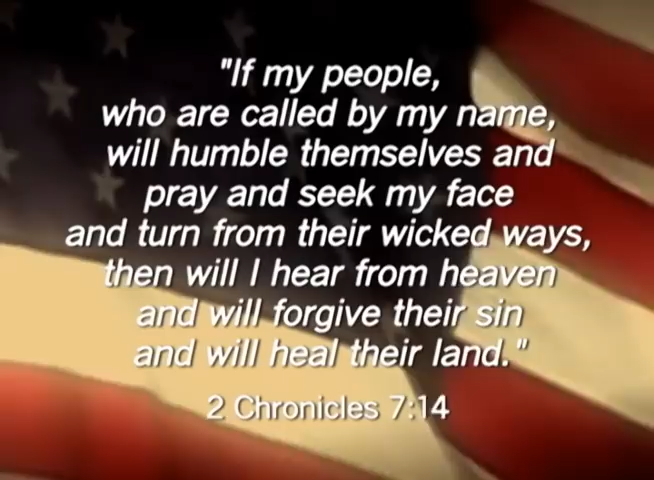 "If my people,
who are called by my name,
will humble themselves and
pray and seek my face
and turn from their wicked ways,
then will I hear from heaven
and will forgive their sin
and will heal their land."
2 Chronicles 7:14